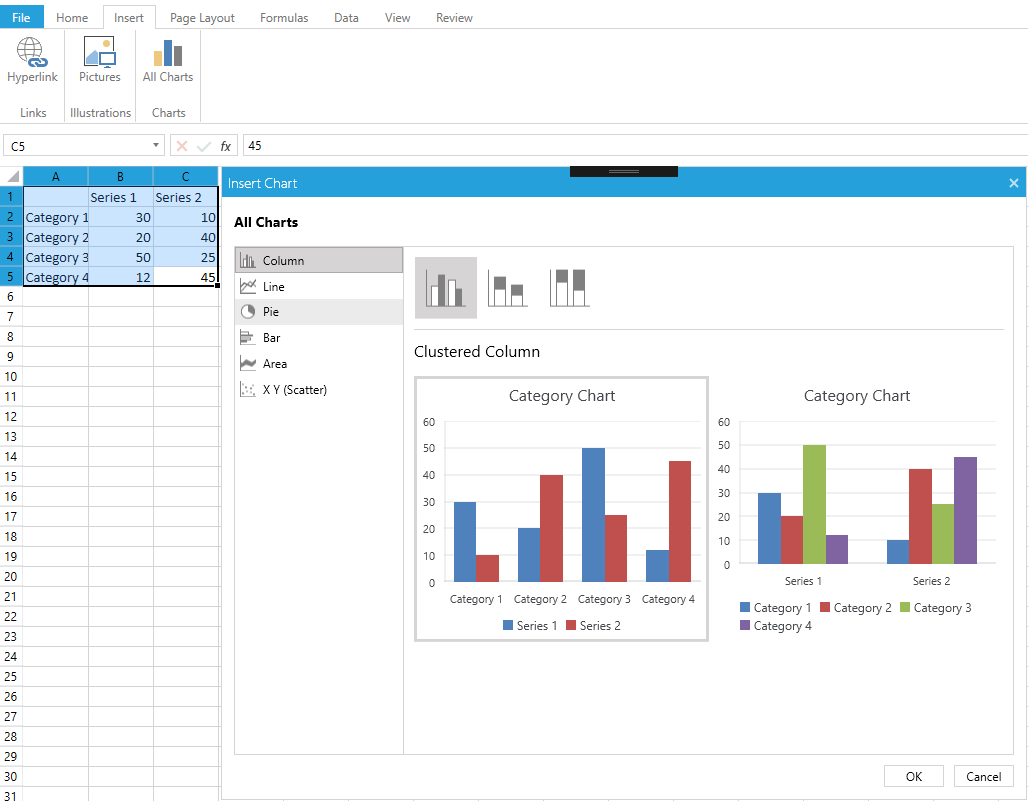 File Home Insert Page Layout Formulas Data View Review
Hyperlink Pictures All Charts
Links Illustrations Charts
C5 fx 45
A B C
Insert Chart
1 Series 1 Series 2
2 Category 1 30 10
3 Category 2 20 40
4 Category 3 50 25
5 Category 4 12 45
6
7
8
9
10
11
12
13
14
15
16
17
18
19
20
21
22
23
24
25
26
27
28
29
30
31
All Charts
Column
Line
Pie
Bar
Area
X Y (Scatter)
Clustered Column
Category Chart
60
50
40
30
20
10
0
Category 1 Category 2 Category 3 Category 4
Series 1 Series 2
Category Chart
60
50
40
30
20
10
0
Series 1 Series 2
Category 1 Category 2 Category 3
Category 4
OK Cancel